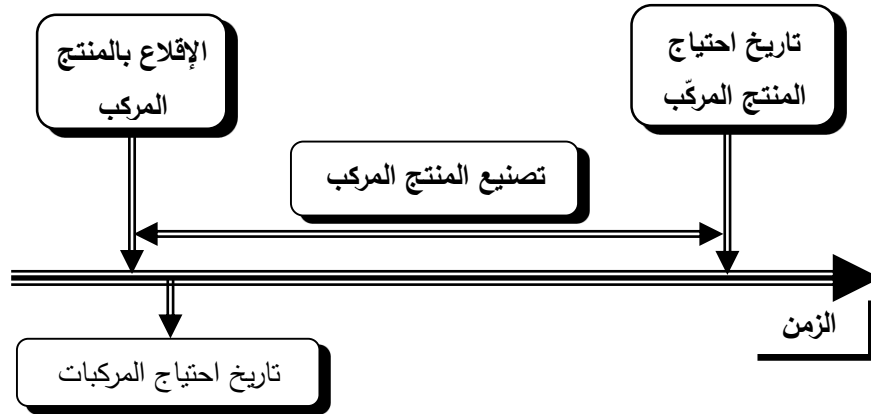 تاريخ احتياج
المنتج المركّب
الإقلاع بالمنتج
المركب
تصنيع المنتج المركب
الزمن
تاريخ احتياج المركبات